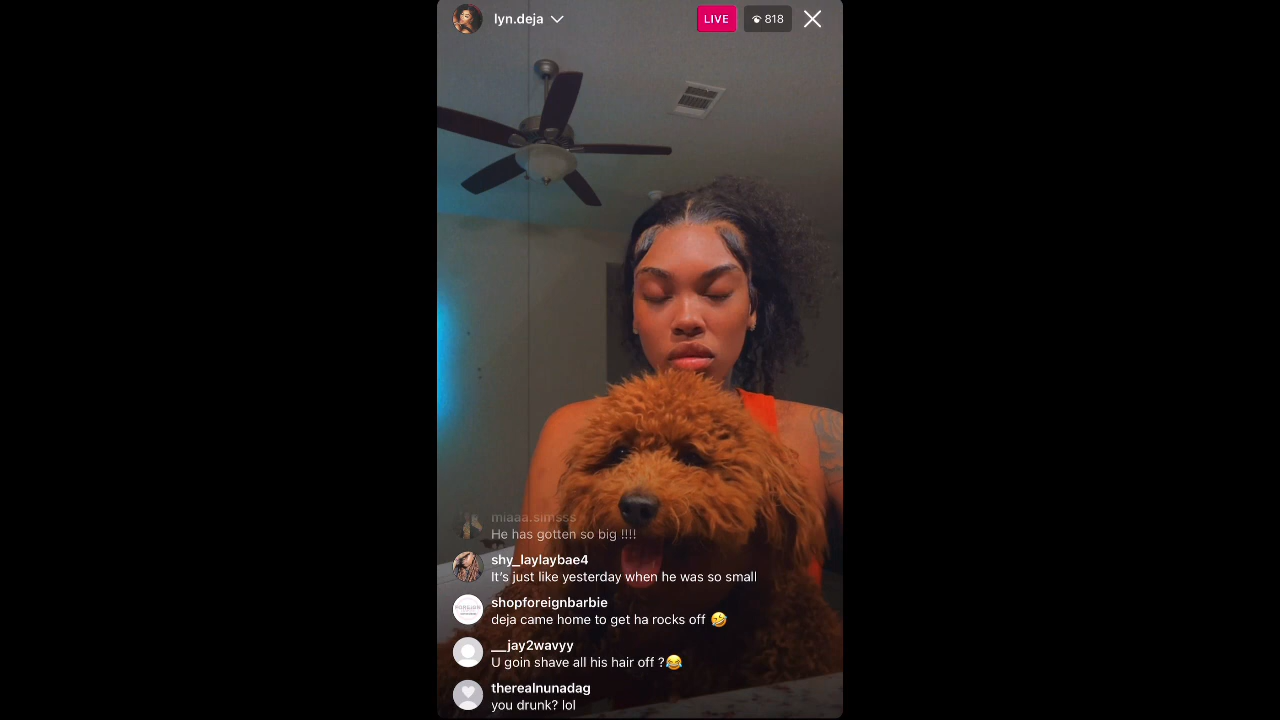 lyn.deja
LIVE
818
miaaa.simsss
He has gotten so big !!!!
shy_laylaybae4
It’s just like yesterday when he was so small
shopforeignbarbie
deja came home to get ha rocks off 🤣
__jay2wavyy
U goin shave all his hair off ?😂
therealnunadag
you drunk? lol